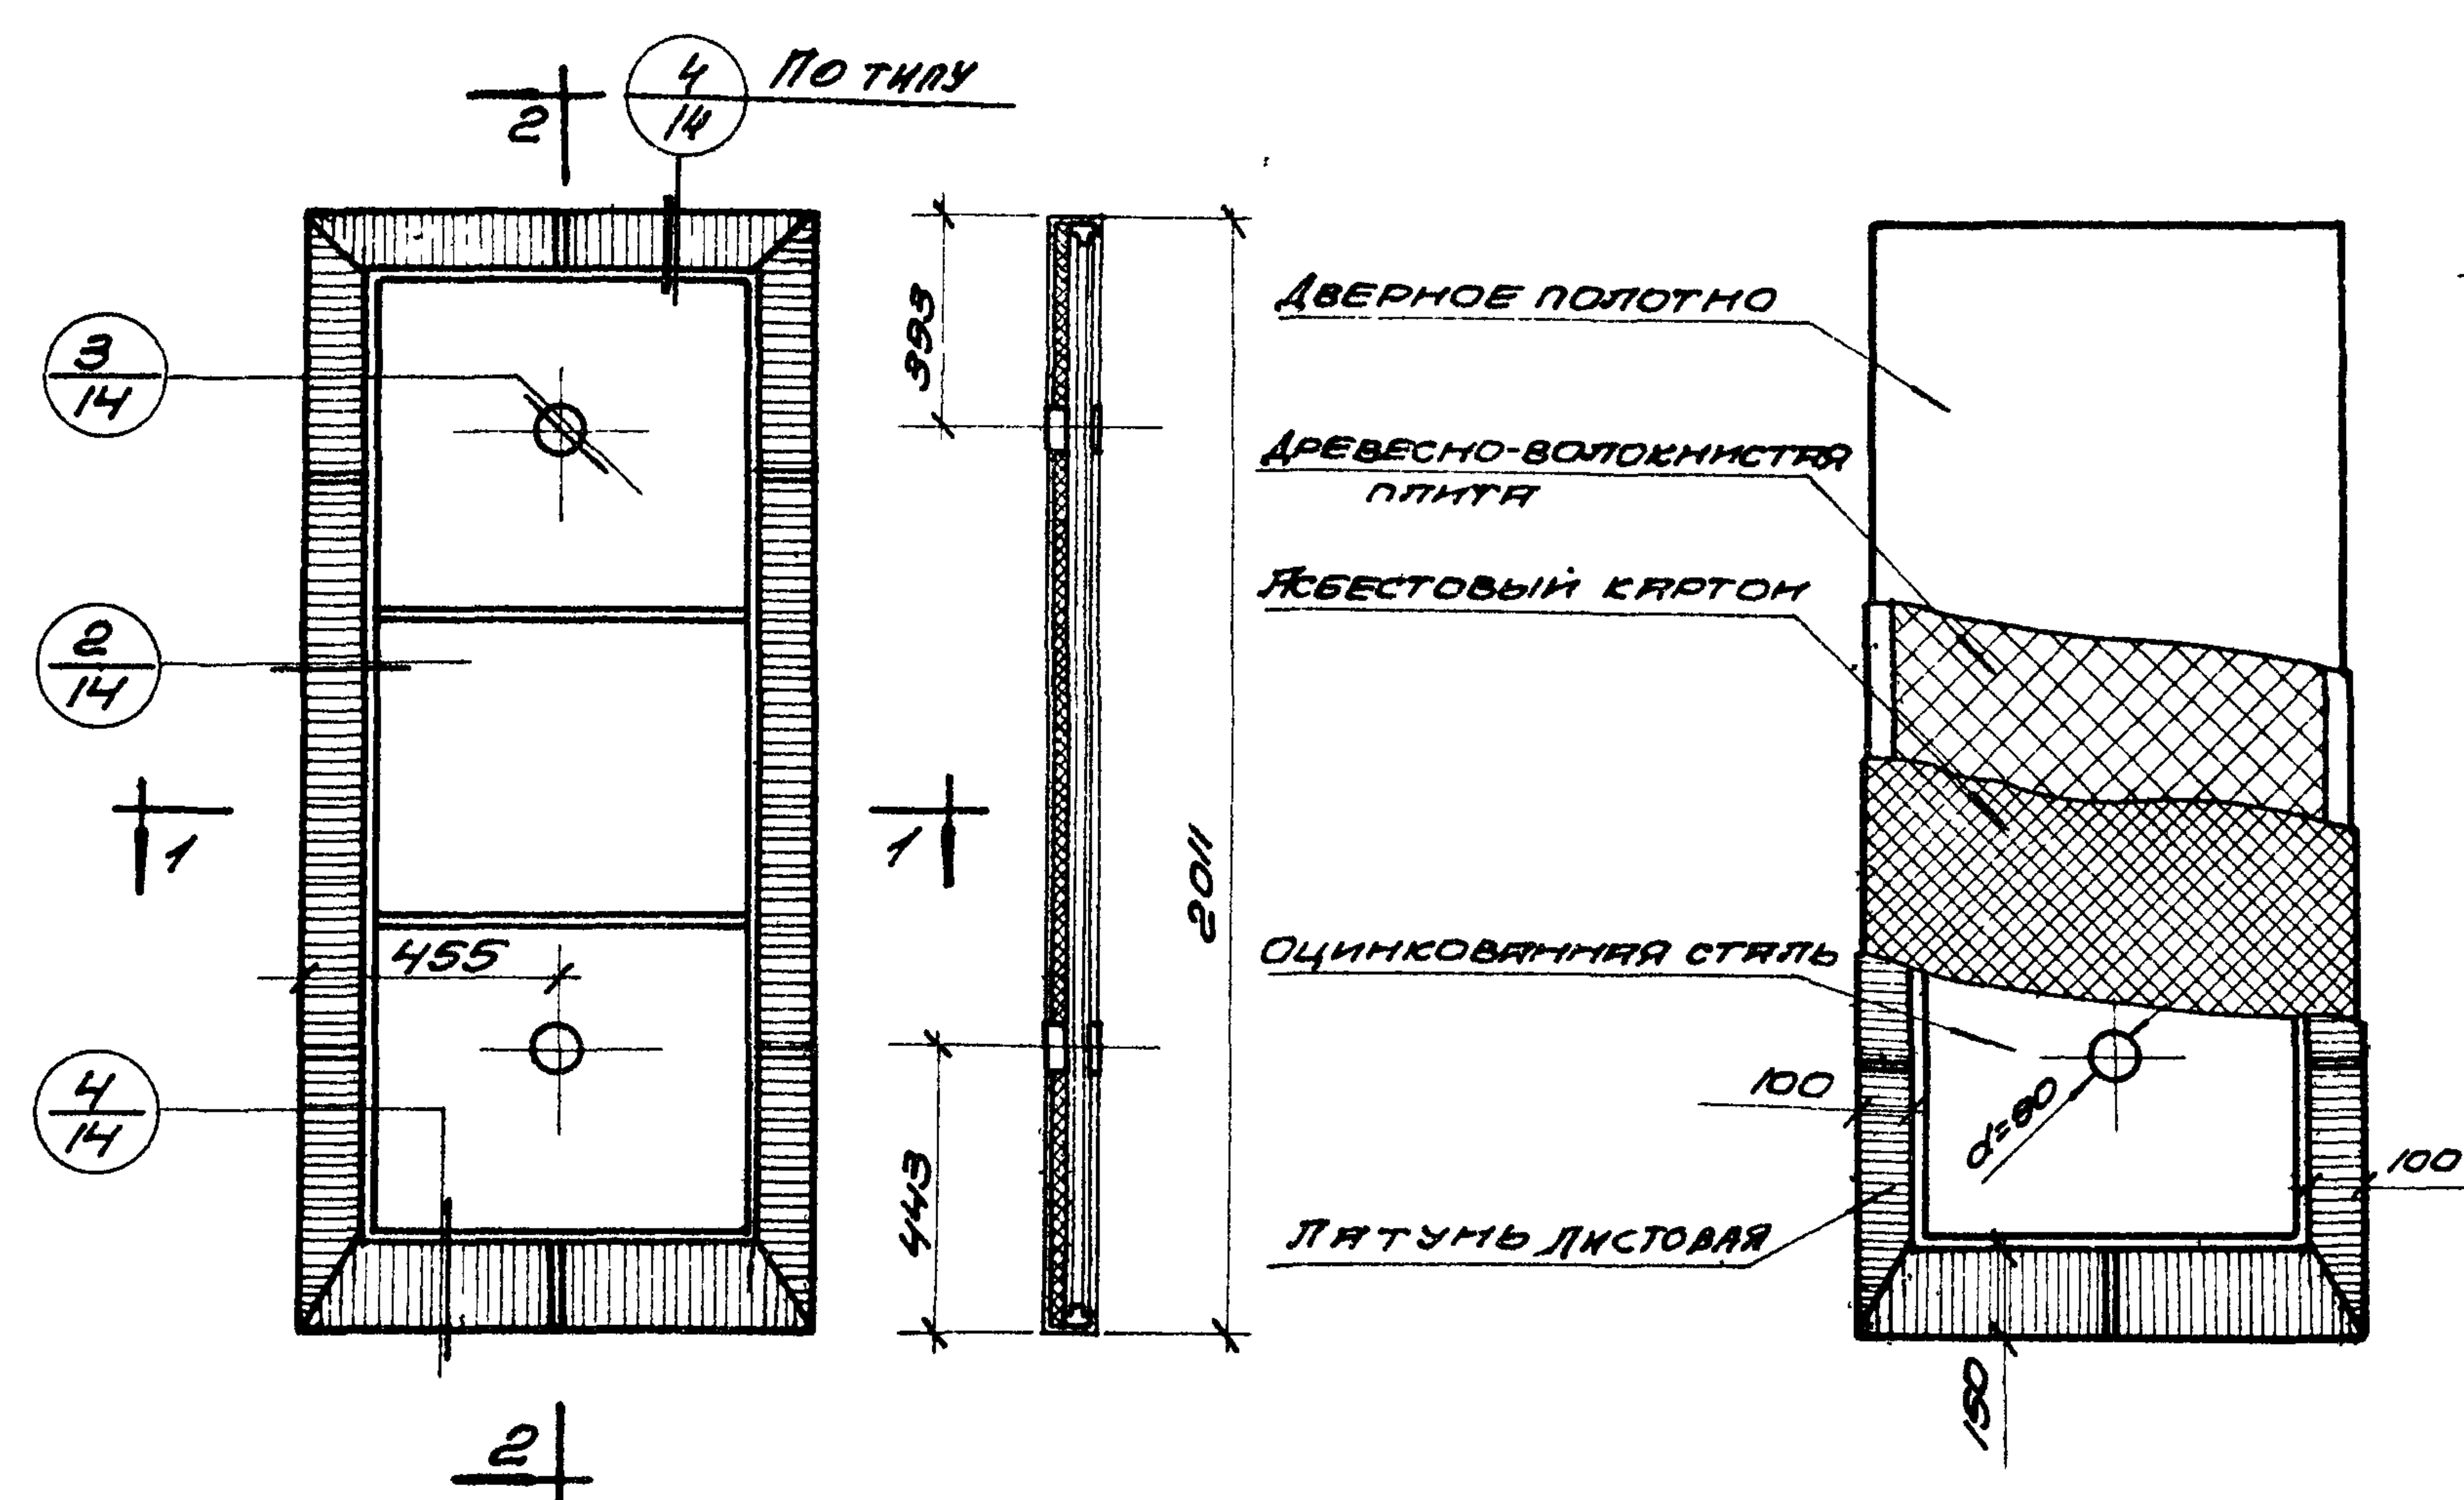 4
14
По типу
2
3
14
2
14
1
1
455
4
14
2
393
2011
443
Дверное полотно
Древесно-волокнистая
плита
Асбестовый картон
Оцинкованная сталь
Латунь листовая
100
d=80
100
150